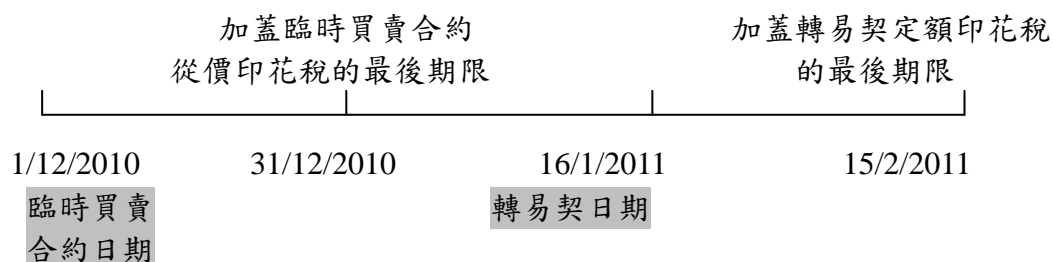 加蓋臨時買賣合約
從價印花稅的最後期限
加蓋轉易契定額印花稅
的最後期限
1/12/2010
31/12/2010
16/1/2011
15/2/2011
臨時買賣
合約日期
轉易契日期